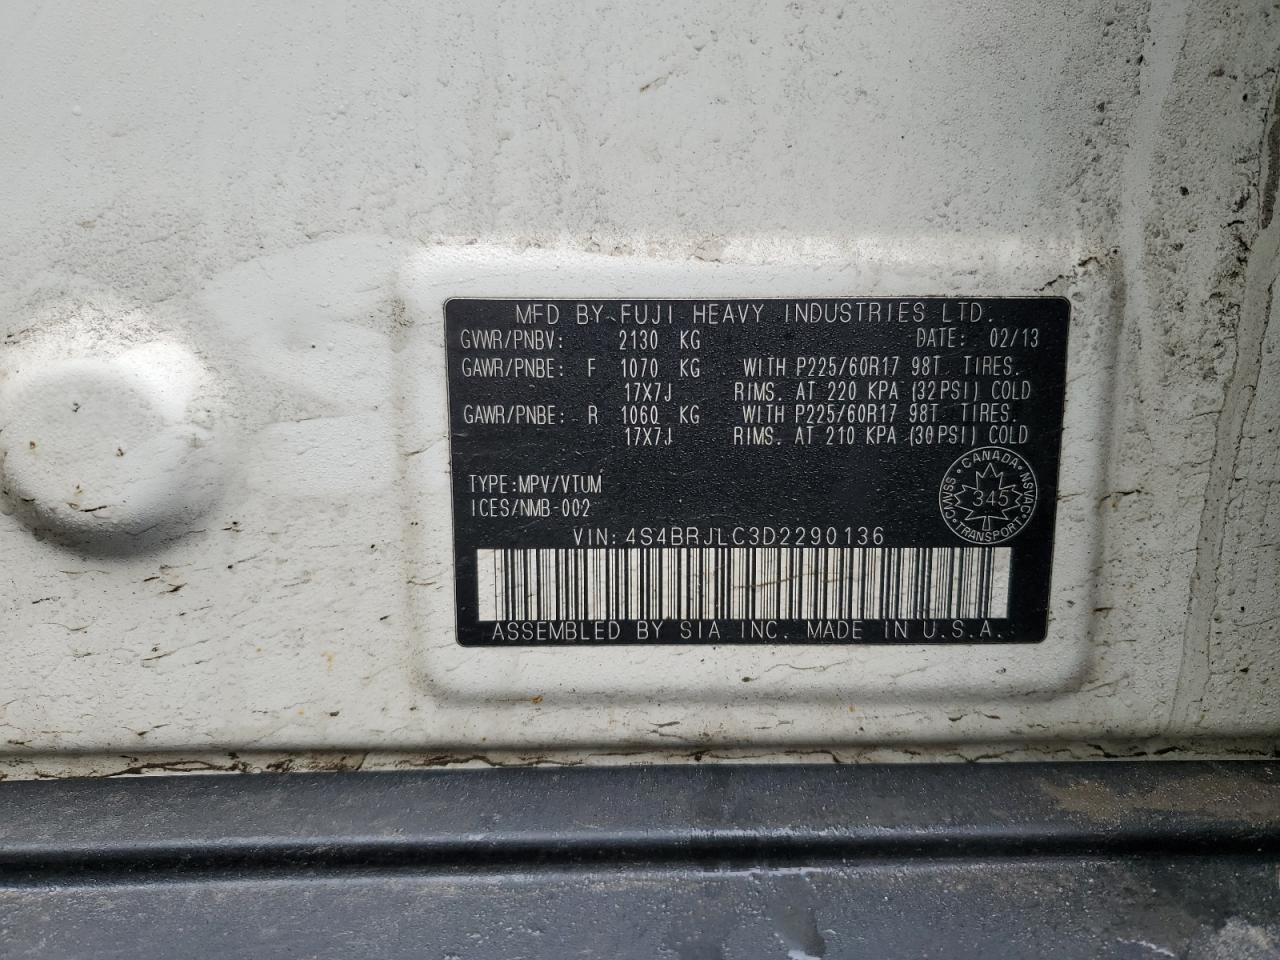 MFD BY FUJI HEAVY INDUSTRIES LTD.
GVWR/PNBV: 2130 KG DATE: 02/13
GAWR/PNBE: F 1070 KG WITH P225/60R17 98T TIRES.
17X7J RIMS. AT 220 KPA (32PSI) COLD
GAWR/PNBE: R 1060 KG WITH P225/60R17 98T TIRES.
17X7J RIMS. AT 210 KPA (30PSI) COLD
TYPE:MPV/VTUM
ICES/NMB-002
CANADA
CMVSS 345 NSVAC
TRANSPORT
VIN: 4S4BRJLC3D2290136
ASSEMBLED BY SIA INC. MADE IN U.S.A.